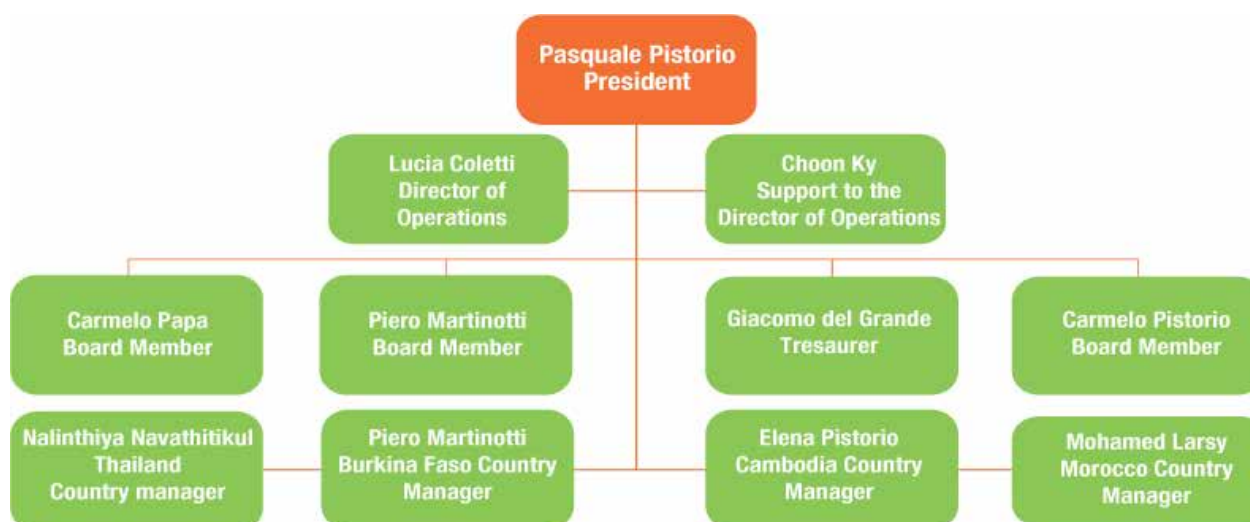 Pasquale Pistorio
President
Lucia Coletti
Director of
Operations
Choon Ky
Support to the
Director of Operations
Carmelo Papa
Board Member
Piero Martinotti
Board Member
Giacomo del Grande
Tresaurer
Carmelo Pistorio
Board Member
Nalinthiya Navathitikul
Thailand
Country manager
Piero Martinotti
Burkina Faso Country
Manager
Elena Pistorio
Cambodia Country
Manager
Mohamed Larsy
Morocco Country
Manager